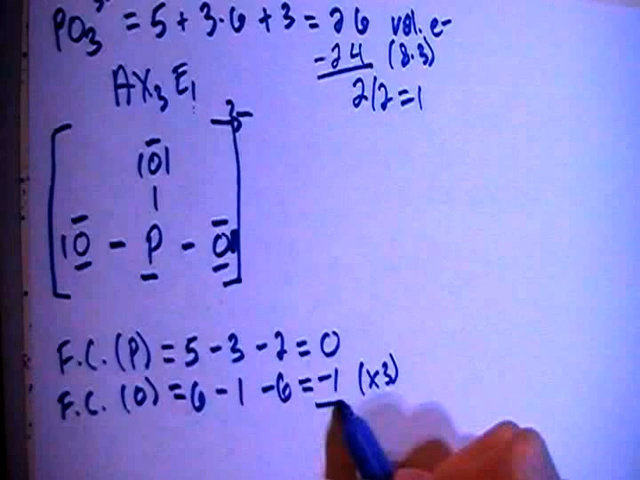 PO3 3- = 5 + 3·6 + 3 = 26 val. e-
-24 (8·3)
AX3E1
2/2 = 1
3-
|O|
|
|O - P - O|
F.C. (P) = 5 - 3 - 2 = 0
F.C. (O) = 6 - 1 - 6 = -1 (x3)